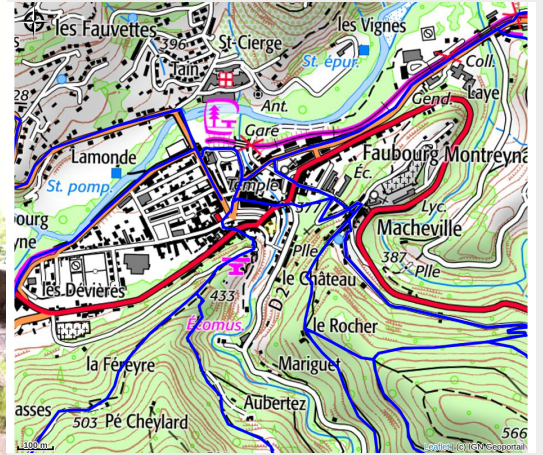 les Fauvettes
les Vignes
396
St-Cierge
Tain
St. épur.
Coll.
28
Ant.
Gend.
Laye
Gare
Lamonde
Faubourg Montreyna
Éc.
St. pomp.
Temple
Lyc.
ourg
Macheville
yne
Plle
387
Plle
les Dévières
433
le Château
D 2
Écomus.
le Rocher
la Féreyre
Mariguet
asses
Aubertez
503
Pé Cheylard
566
100 m
Leaflet | (c) IGN Geoportail